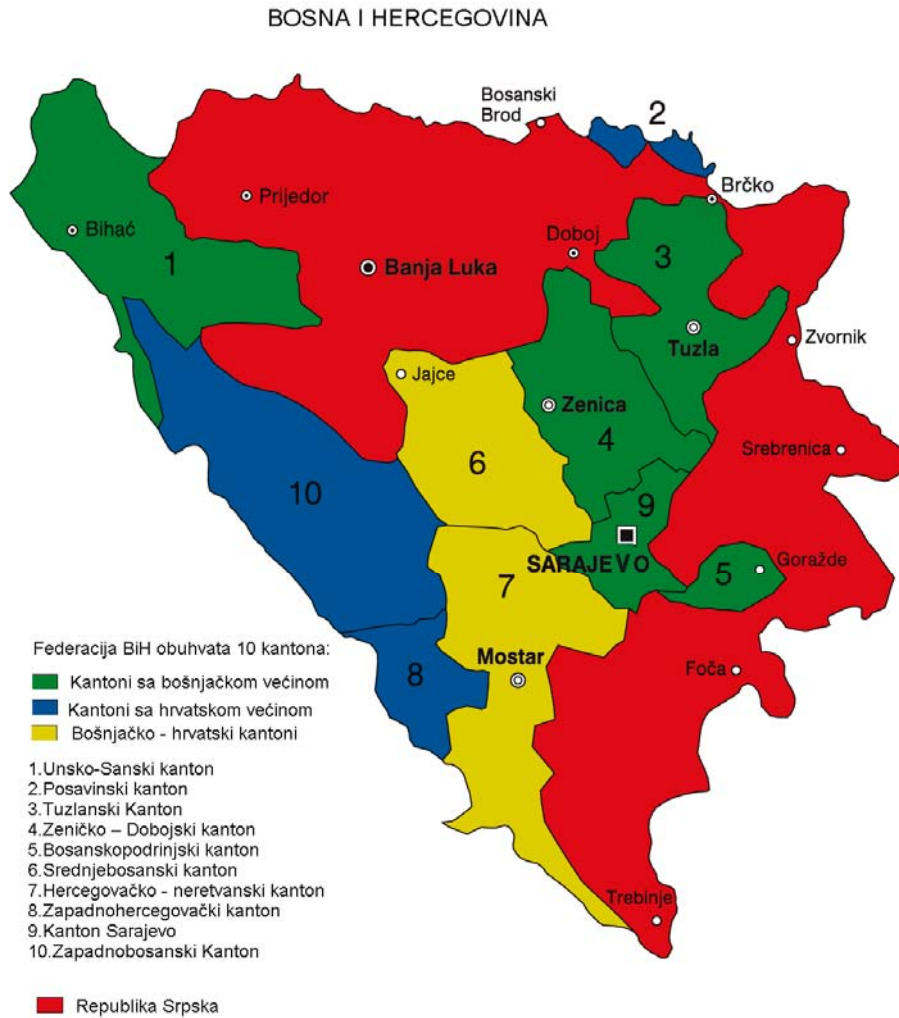 BOSNA I HERCEGOVINA
Bosanski
Brod
2
Brčko
Prijedor
Bihać
Doboj
3
1
Banja Luka
Zvornik
Tuzla
Jajce
Zenica
4
Srebrenica
6
10
9
SARAJEVO
Goražde
5
7
Mostar
Foča
8
Trebinje
Federacija BiH obuhvata 10 kantona:
Kantoni sa bošnjačkom većinom
Kantoni sa hrvatskom većinom
Bošnjačko - hrvatski kantoni
1.Unsko-Sanski kanton
2.Posavinski kanton
3.Tuzlanski Kanton
4.Zeničko – Dobojski kanton
5.Bosanskopodrinjski kanton
6.Srednjebosanski kanton
7.Hercegovačko - neretvanski kanton
8.Zapadnohercegovački kanton
9.Kanton Sarajevo
10.Zapadnobosanski Kanton
Republika Srpska